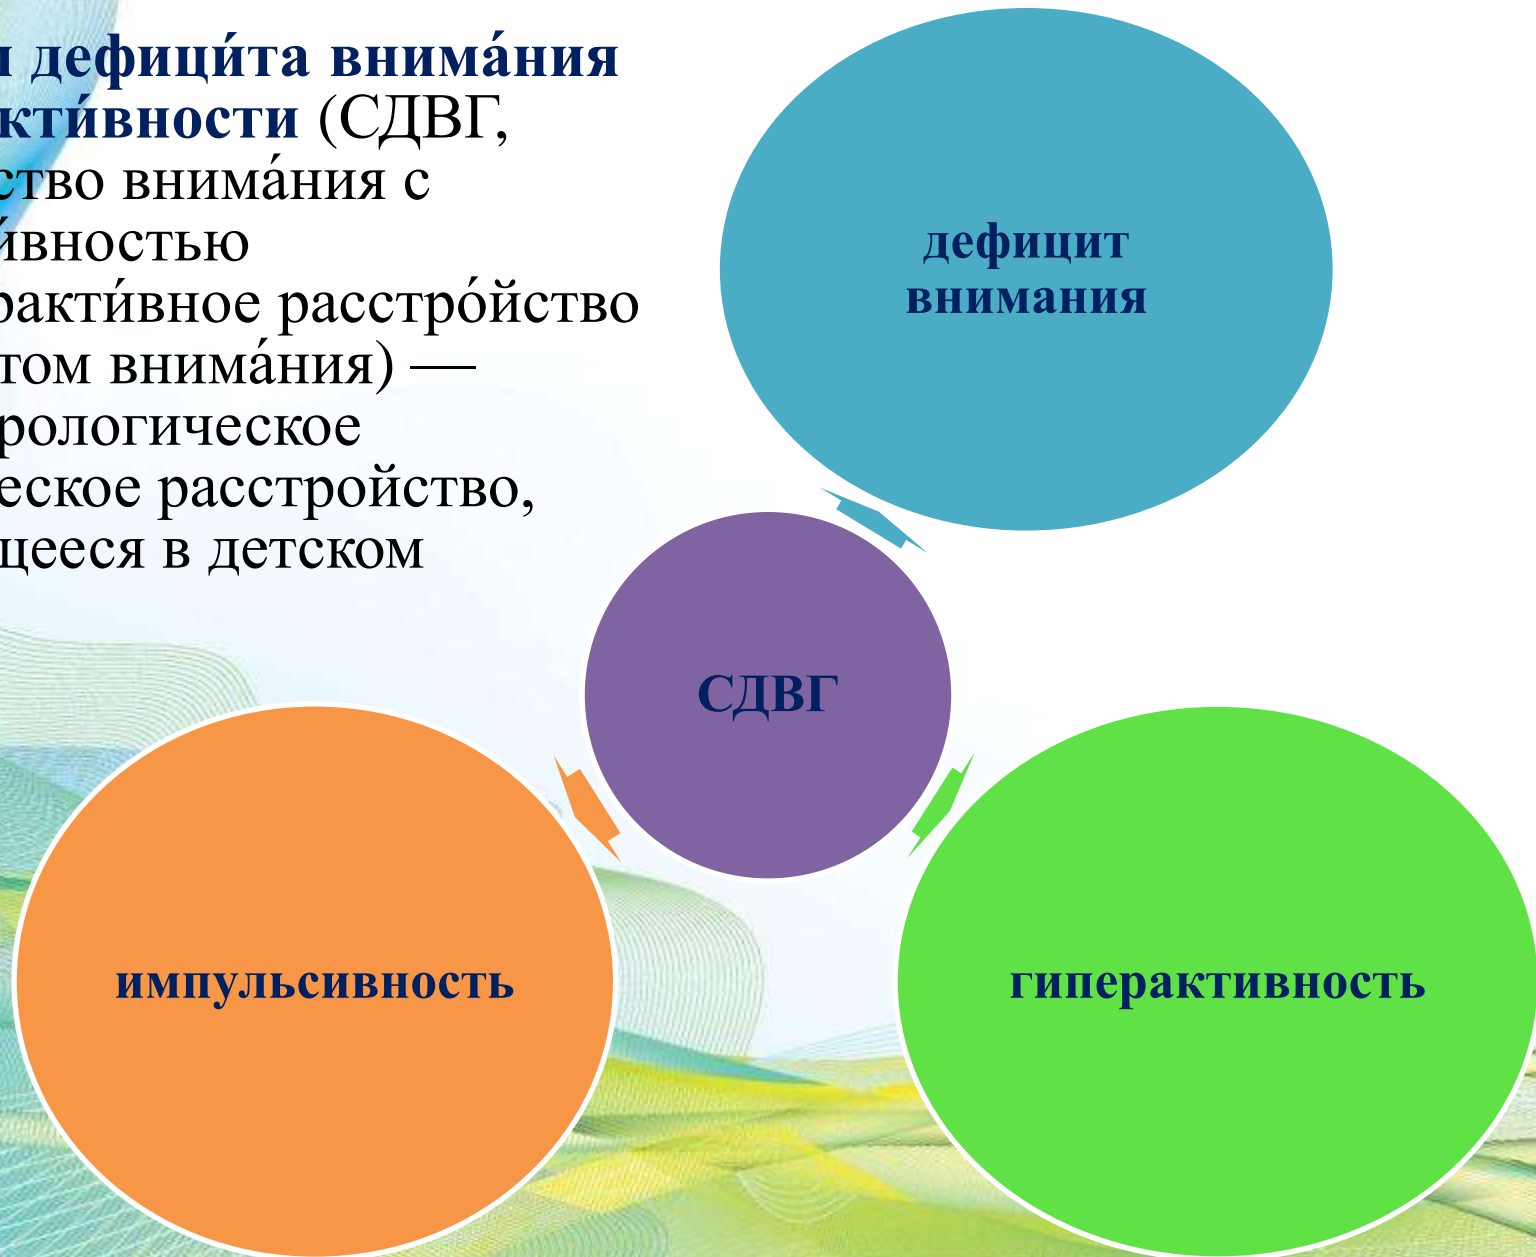 дефици́та внима́ния
кти́вности (СДВГ,
ство внима́ния с
и́вностью
ракти́вное расстро́йство
том внима́ния) —
рологическое
еское расстройство,
щееся в детском
дефицит
внимания
СДВГ
импульсивность
гиперактивность